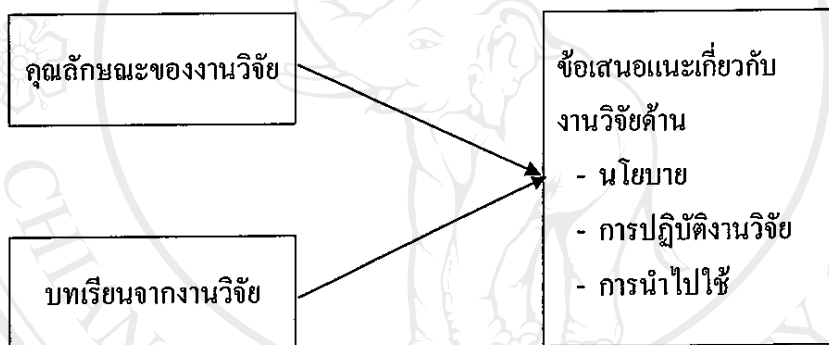 คุณลักษณะของงานวิจัย
บทเรียนจากงานวิจัย
ข้อเสนอแนะเกี่ยวกับ
งานวิจัยด้าน
- นโยบาย
- การปฏิบัติงานวิจัย
- การนำไปใช้
CHIAN